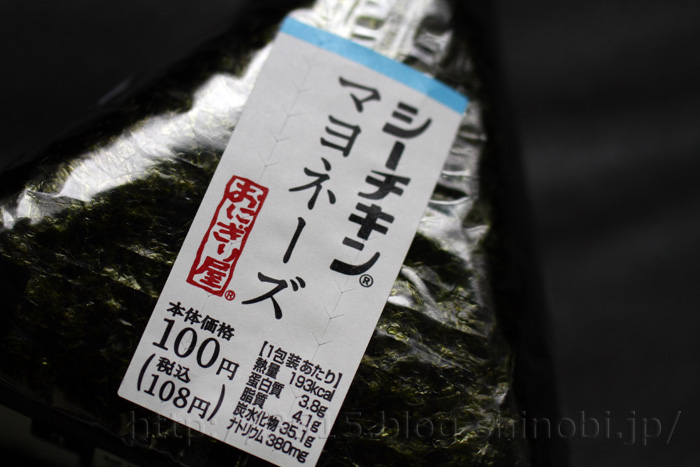 シーチキン®
マヨネーズ
おにぎり屋®
本体価格
100円
(税込
108円)
【1包装あたり】
熱量 193kcal
蛋白質 3.8g
脂質 4.1g
炭水化物 35.1g
ナトリウム 380mg